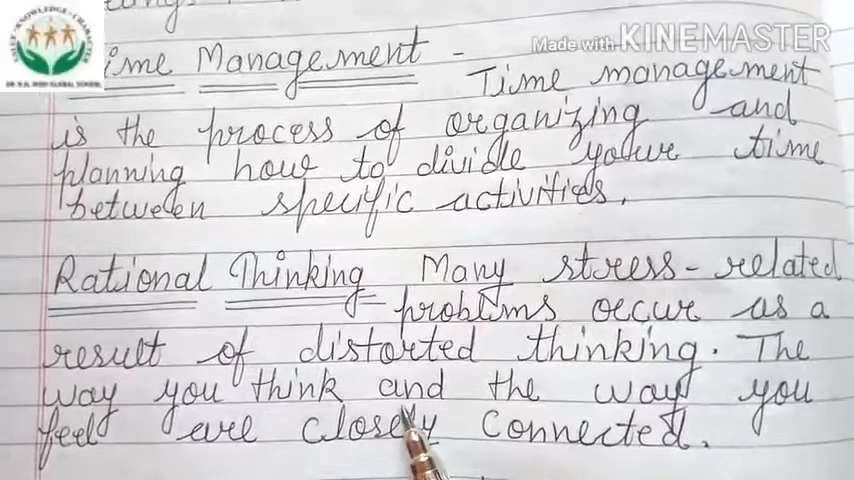 Made with KINEMASTER
Time Management -
Time management
is the process of organizing and
planning how to divide your time
between specific activities.
Rational Thinking Many stress-related
problems occur as a
result of distorted thinking. The
way you think and the way you
feel are closely connected.